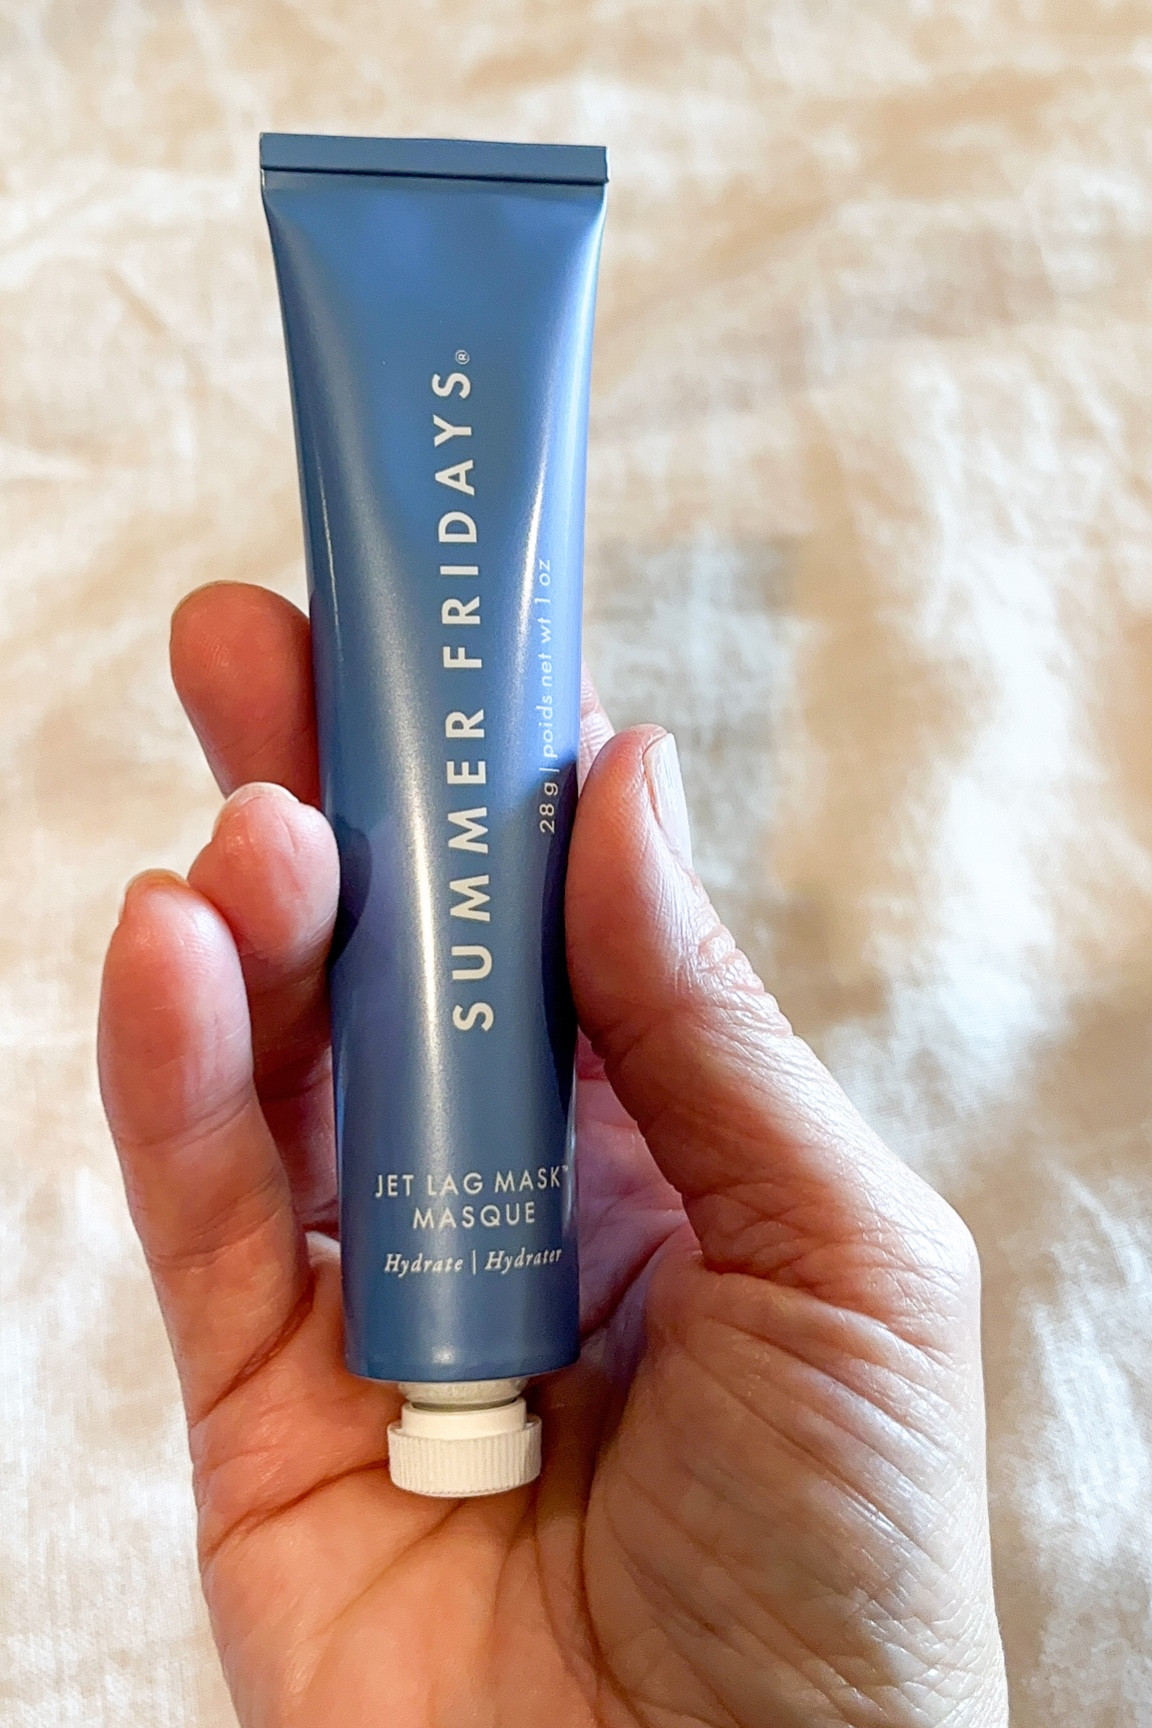 SUMMER FRIDAYS®
28 g | poids net wt 1 oz
JET LAG MASK™
MASQUE
Hydrate | Hydrater